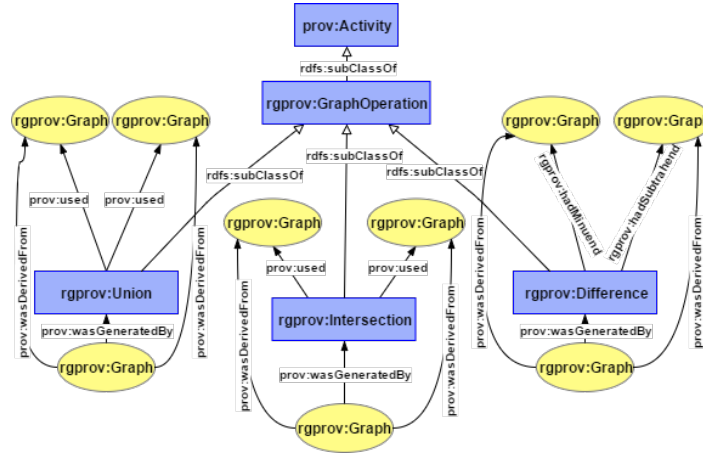 prov:Activity
rdfs:subClassOf
rgprov:GraphOperation
rgprov:Graph
rgprov:Graph
rgprov:Graph
rgprov:Graph
rdfs:subClassOf
rdfs:subClassOf
rdfs:subClassOf
prov:used
prov:used
rgprov:hadMinuend
rgprov:hadSubtrahend
rgprov:Graph
rgprov:Graph
prov:used
prov:used
prov:wasDerivedFrom
prov:wasDerivedFrom
prov:wasDerivedFrom
prov:wasDerivedFrom
prov:wasDerivedFrom
prov:wasDerivedFrom
rgprov:Union
rgprov:Intersection
rgprov:Difference
prov:wasGeneratedBy
prov:wasGeneratedBy
prov:wasGeneratedBy
rgprov:Graph
rgprov:Graph
rgprov:Graph